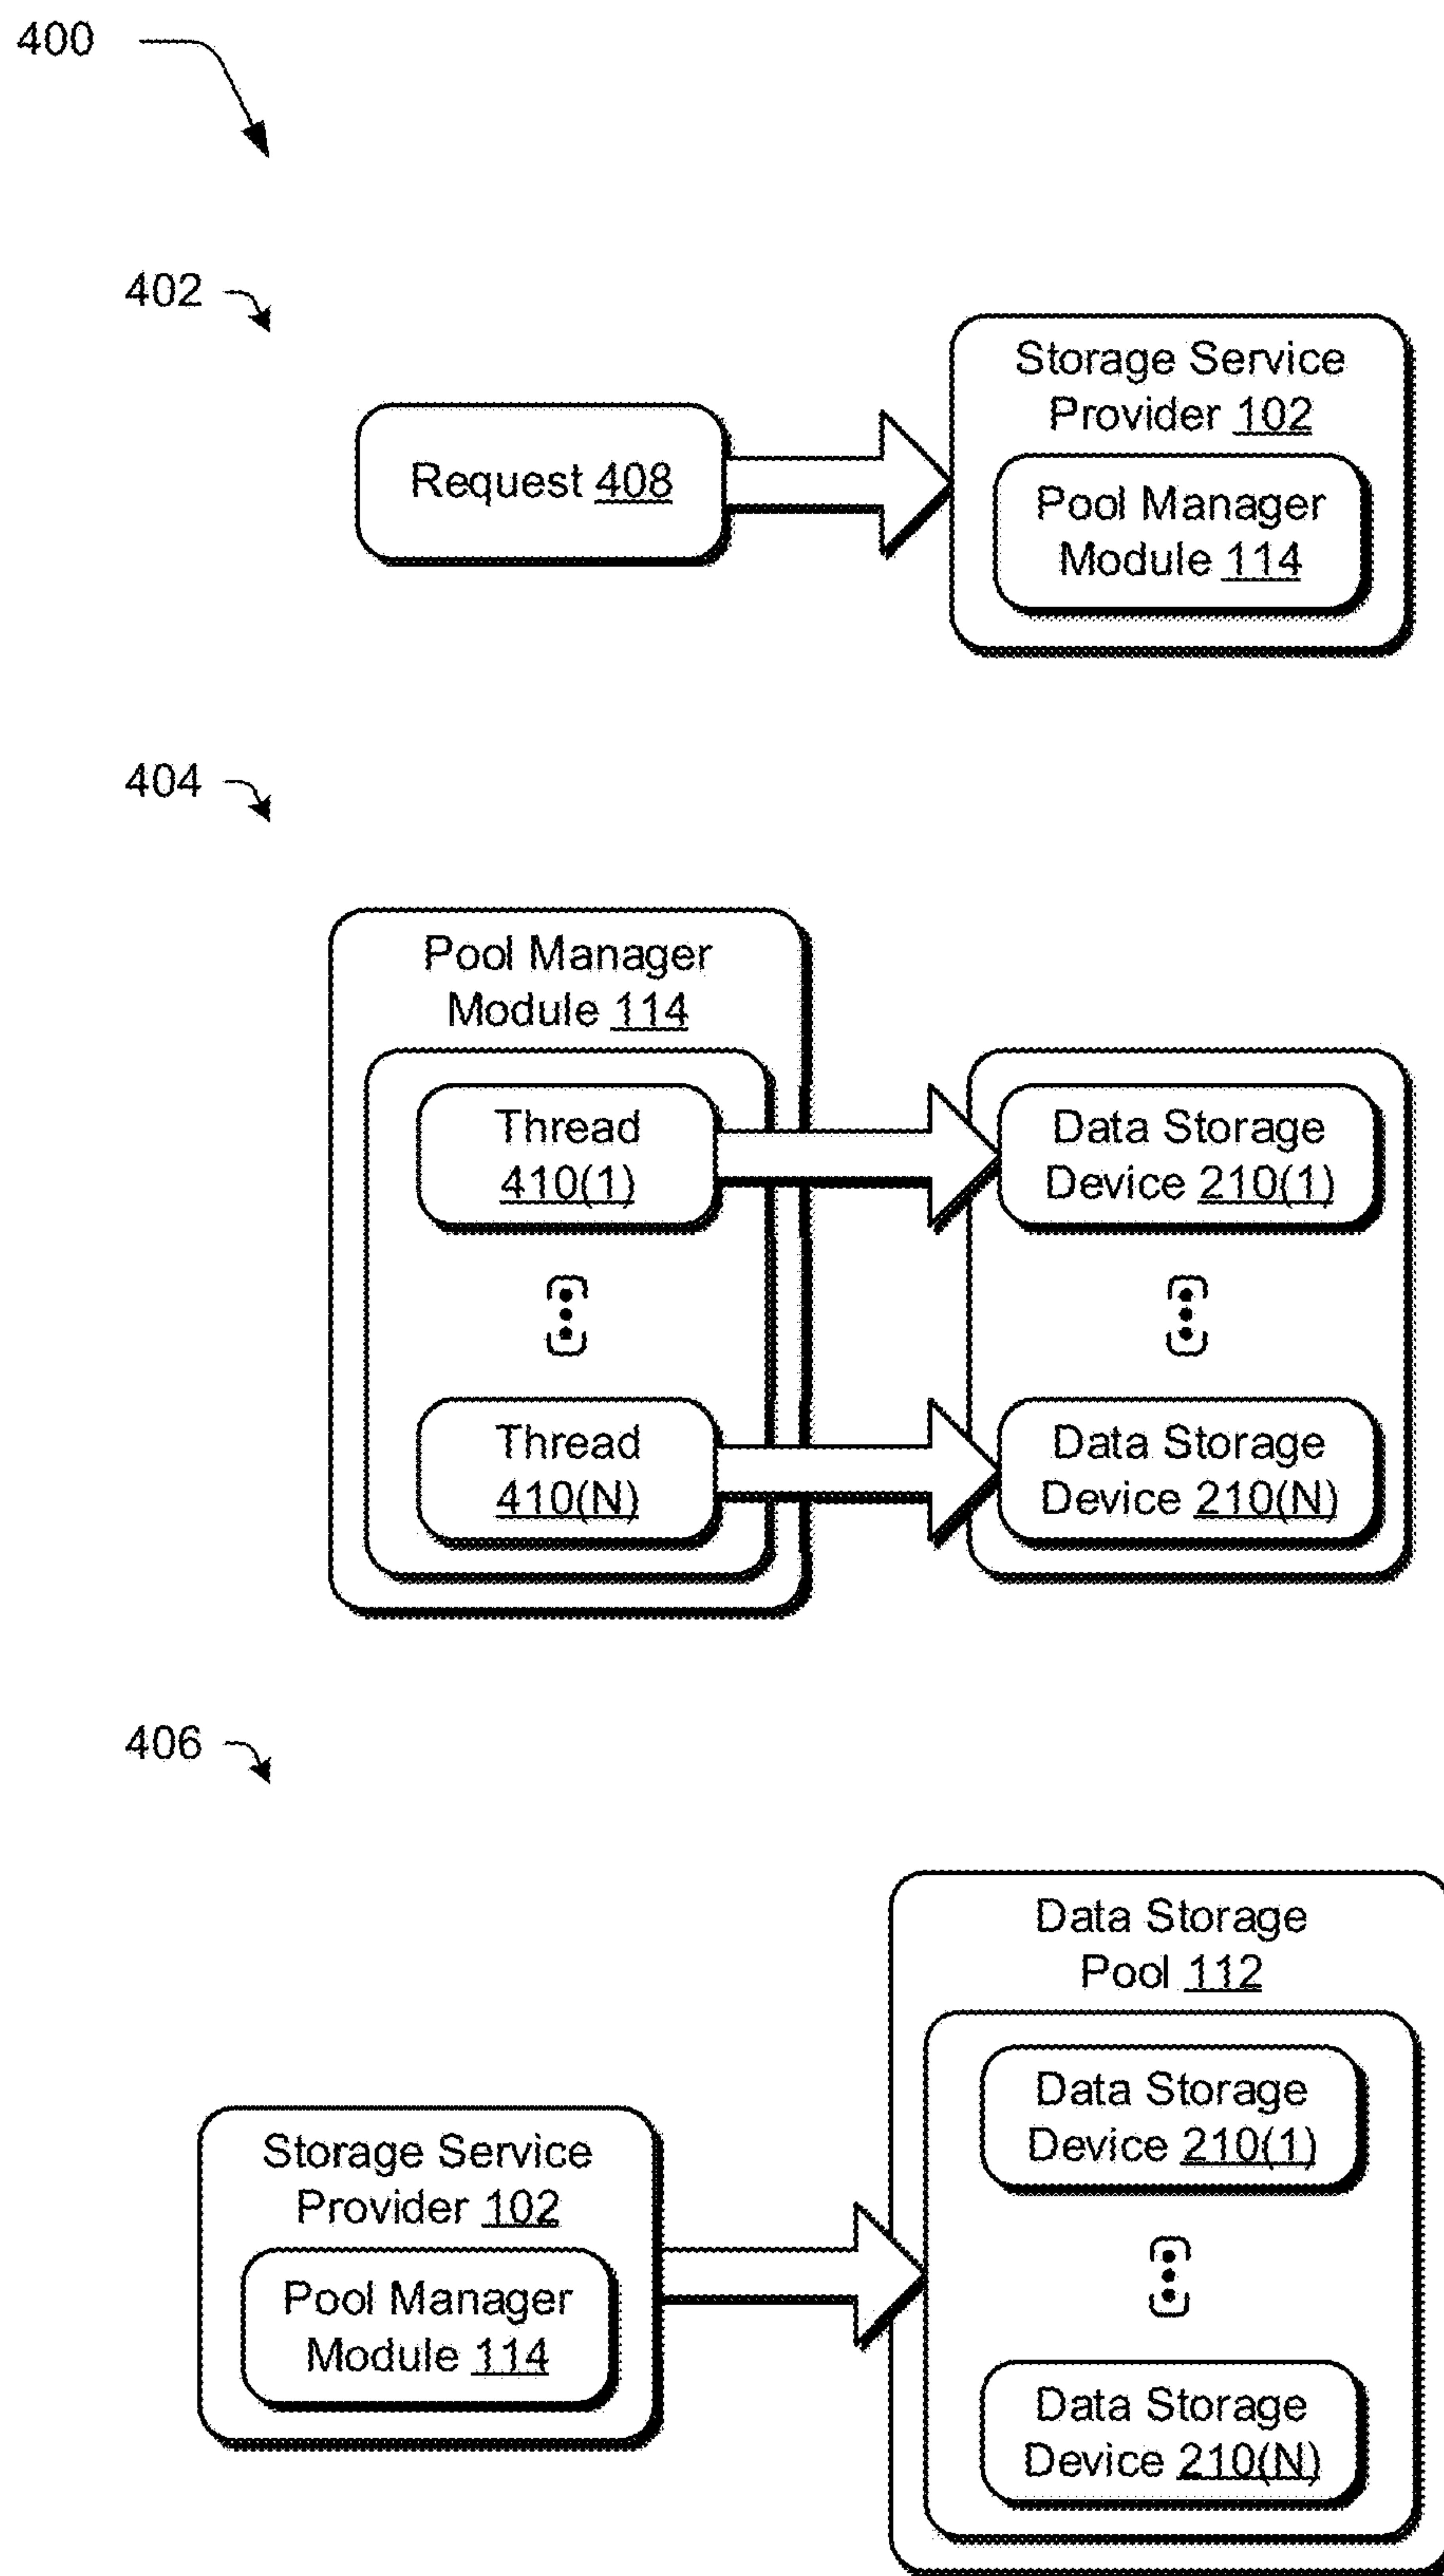 400
402
Storage Service
Provider 102
Request 408
Pool Manager
Module 114
404
Pool Manager
Module 114
Thread
410(1)
Data Storage
Device 210(1)
Thread
410(N)
Data Storage
Device 210(N)
406
Data Storage
Pool 112
Data Storage
Device 210(1)
Storage Service
Provider 102
Pool Manager
Module 114
Data Storage
Device 210(N)